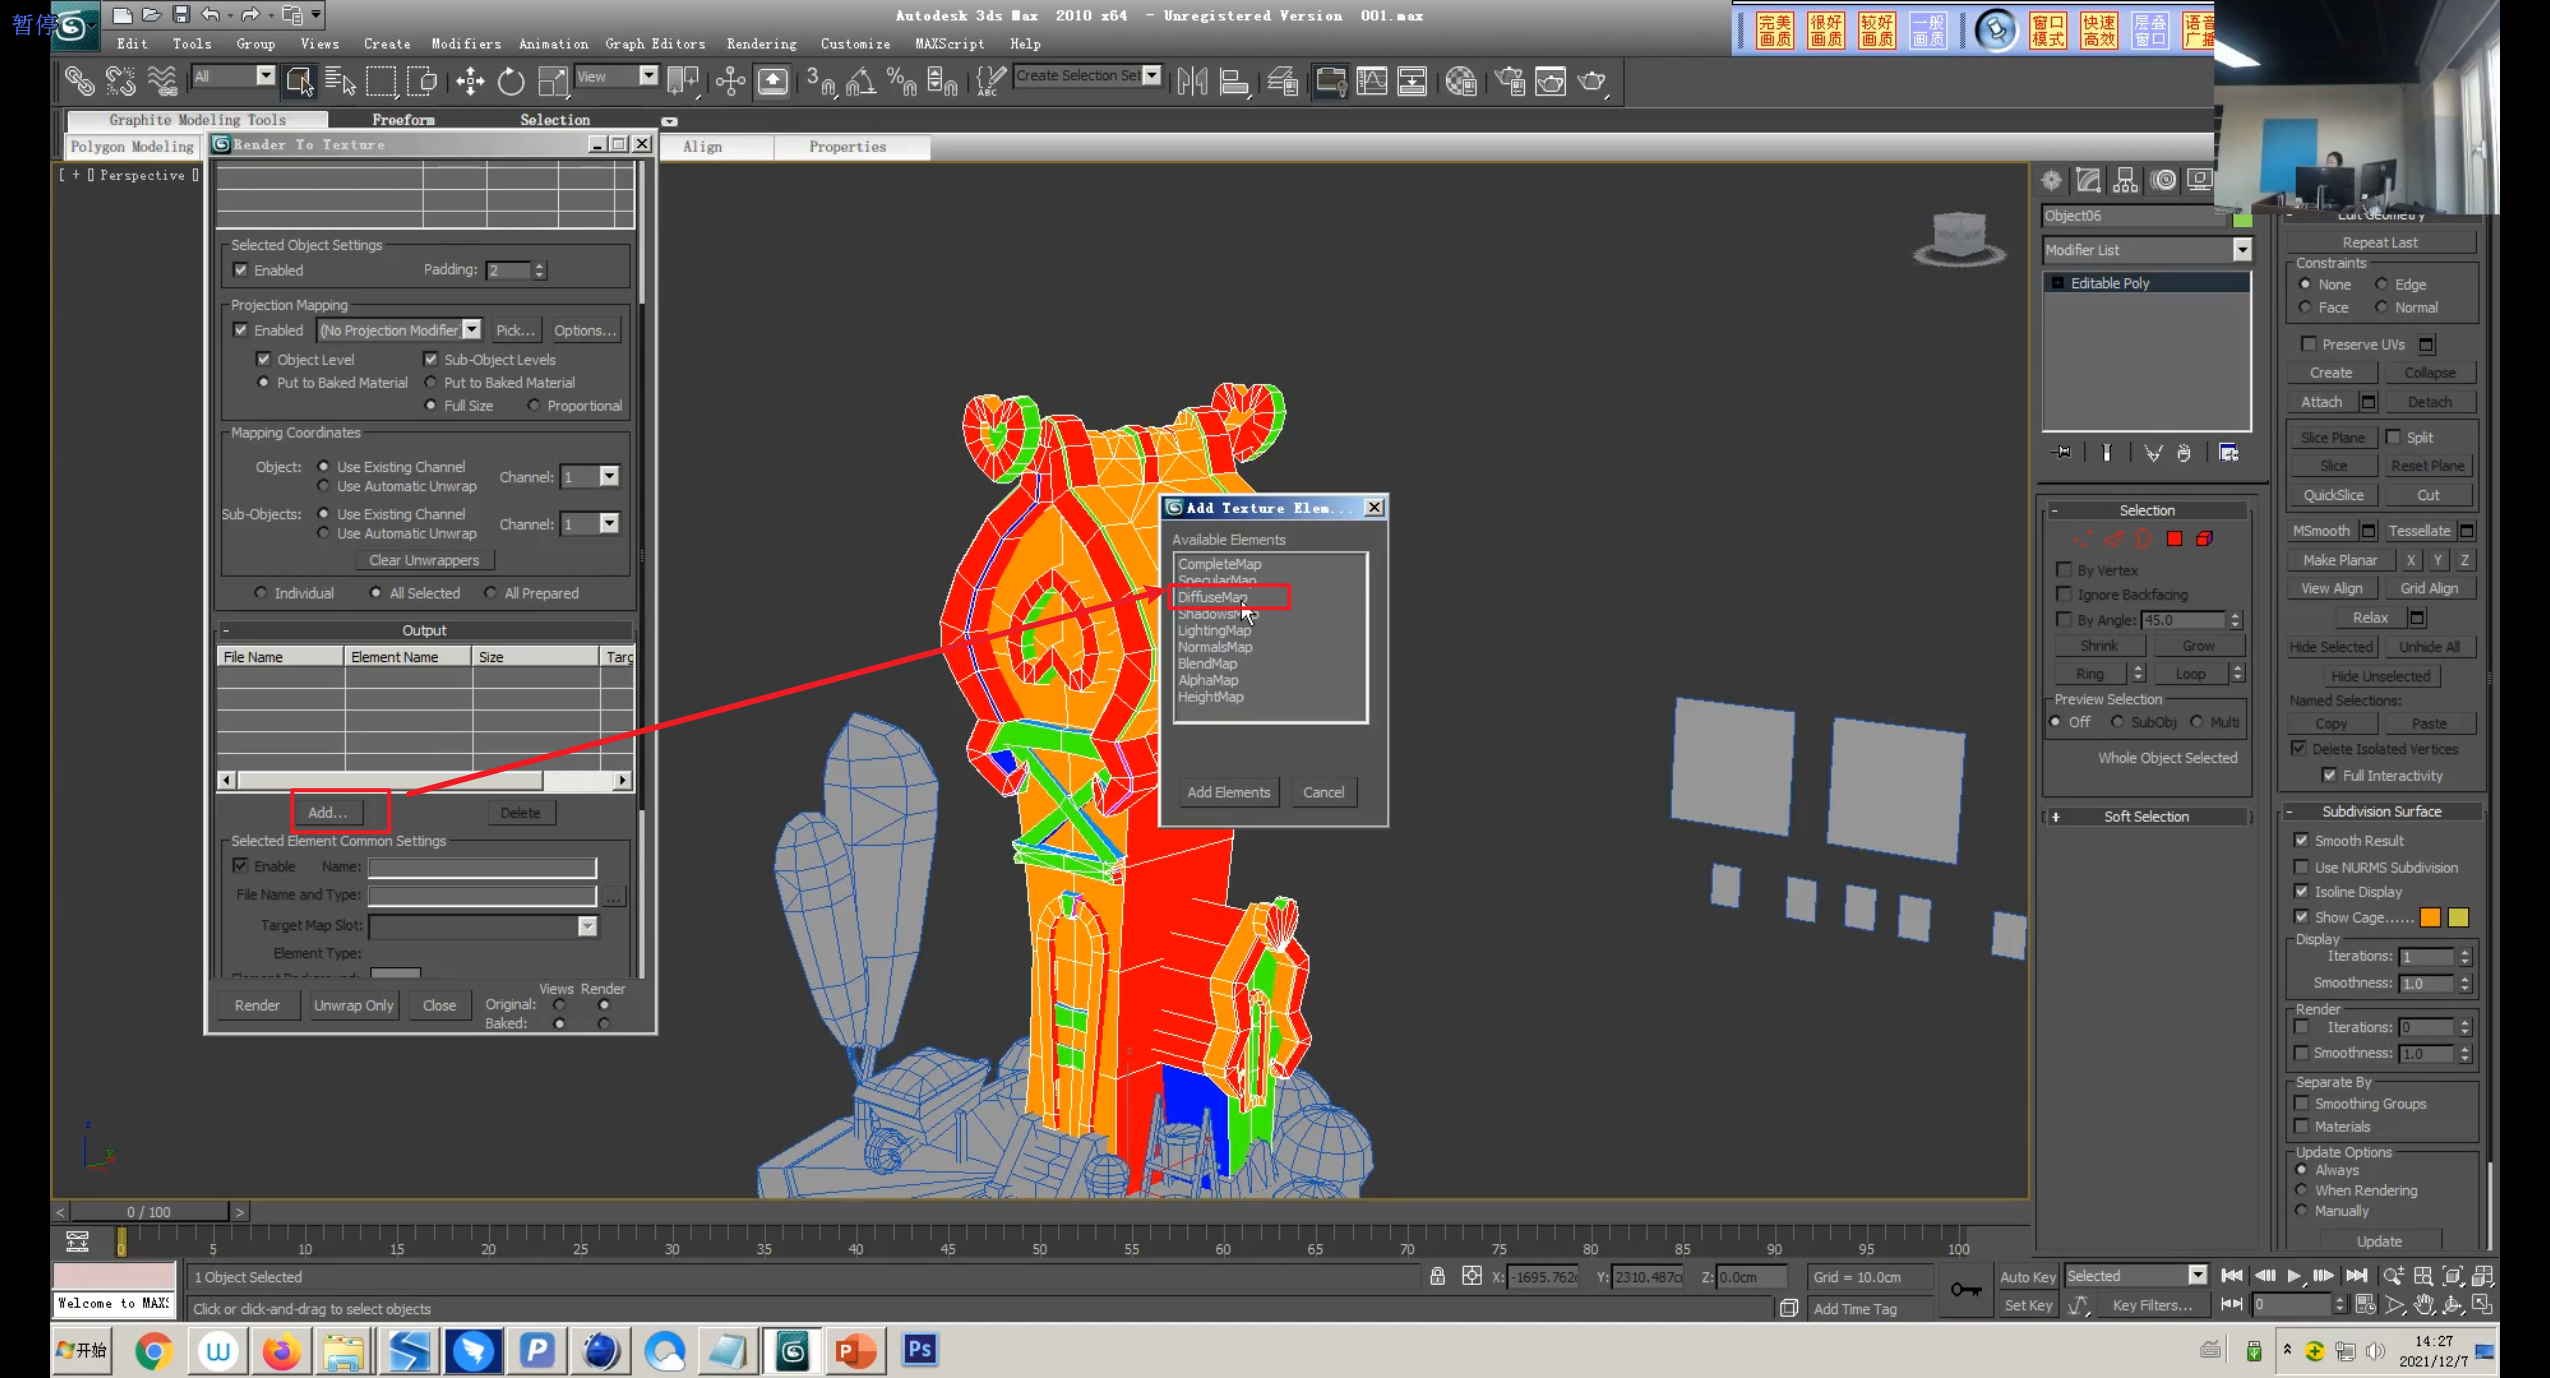 暂停
Autodesk 3ds Max 2010 x64 - Unregistered Version 001.max
完美画质 很好画质 较好画质 一般画质 窗口模式 快速高效 层叠窗口 语音广播
Edit Tools Group Views Create Modifiers Animation Graph Editors Rendering Customize MAXScript Help
All View Create Selection Set
Graphite Modeling Tools Freeform Selection
Polygon Modeling Align Properties
Render To Texture
[ + [] Perspective []
Selected Object Settings
Enabled Padding: 2
Projection Mapping
Enabled (No Projection Modifier) Pick... Options...
Object Level Sub-Object Levels
Put to Baked Material Put to Baked Material
Full Size Proportional
Mapping Coordinates
Object: Use Existing Channel
Use Automatic Unwrap Channel: 1
Sub-Objects: Use Existing Channel
Use Automatic Unwrap Channel: 1
Clear Unwrappers
Individual All Selected All Prepared
- Output
File Name Element Name Size Targ
Add... Delete
Selected Element Common Settings
Enable Name:
File Name and Type: ...
Target Map Slot:
Element Type:
Element Background:
Views Render
Render Unwrap Only Close Original:
Baked:
Add Texture Elem...
Available Elements
CompleteMap
SpecularMap
DiffuseMap
ShadowsMap
LightingMap
NormalsMap
BlendMap
AlphaMap
HeightMap
Add Elements Cancel
Object06
Modifier List
Editable Poly
- Selection
By Vertex
Ignore Backfacing
By Angle: 45.0
Shrink Grow
Ring Loop
Preview Selection
Off SubObj Multi
Whole Object Selected
+ Soft Selection
Edit Geometry
Repeat Last
Constraints
None Edge
Face Normal
Preserve UVs
Create Collapse
Attach Detach
Slice Plane Split
Slice Reset Plane
QuickSlice Cut
MSmooth Tessellate
Make Planar X Y Z
View Align Grid Align
Relax
Hide Selected Unhide All
Hide Unselected
Named Selections:
Copy Paste
Delete Isolated Vertices
Full Interactivity
- Subdivision Surface
Smooth Result
Use NURMS Subdivision
Isoline Display
Show Cage......
Display
Iterations: 1
Smoothness: 1.0
Render
Iterations: 0
Smoothness: 1.0
Separate By
Smoothing Groups
Materials
Update Options
Always
When Rendering
Manually
Update
< 0 / 100 >
0 5 10 15 20 25 30 35 40 45 50 55 60 65 70 75 80 85 90 95 100
1 Object Selected X: -1695.762c Y: 2310.487c Z: 0.0cm Grid = 10.0cm Auto Key Selected
Welcome to MAXS Click or click-and-drag to select objects Add Time Tag Set Key Key Filters... 0
开始
14:27
2021/12/7